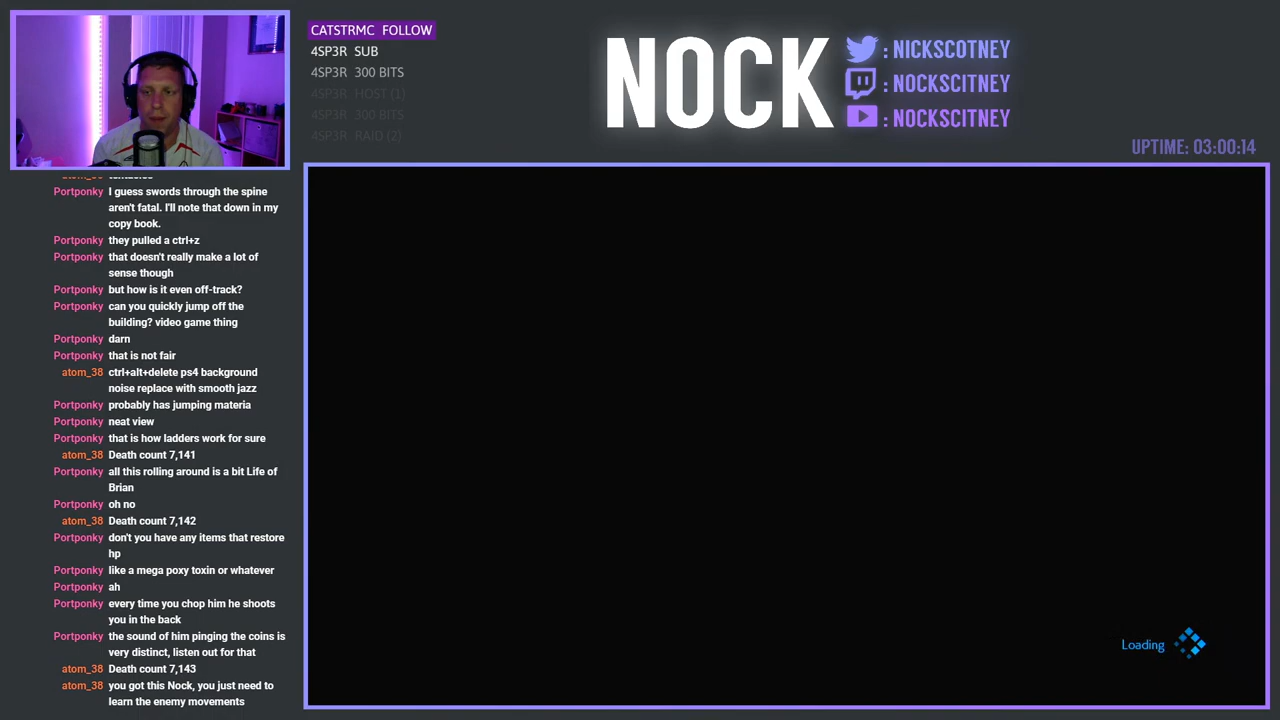 CATSTRMC FOLLOW
4SP3R SUB
4SP3R 300 BITS
4SP3R HOST (1)
4SP3R 300 BITS
4SP3R RAID (2)
NOCK
: NICKSCOTNEY
: NOCKSCITNEY
: NOCKSCITNEY
UPTIME: 03:00:14
Portponky I guess swords through the spine
aren't fatal. I'll note that down in my
copy book.
Portponky they pulled a ctrl+z
Portponky that doesn't really make a lot of
sense though
Portponky but how is it even off-track?
Portponky can you quickly jump off the
building? video game thing
Portponky darn
Portponky that is not fair
atom_38 ctrl+alt+delete ps4 background
noise replace with smooth jazz
Portponky probably has jumping materia
Portponky neat view
Portponky that is how ladders work for sure
atom_38 Death count 7,141
Portponky all this rolling around is a bit Life of
Brian
Portponky oh no
atom_38 Death count 7,142
Portponky don't you have any items that restore
hp
Portponky like a mega poxy toxin or whatever
Portponky ah
Portponky every time you chop him he shoots
you in the back
Portponky the sound of him pinging the coins is
very distinct, listen out for that
atom_38 Death count 7,143
atom_38 you got this Nock, you just need to
learn the enemy movements
Loading